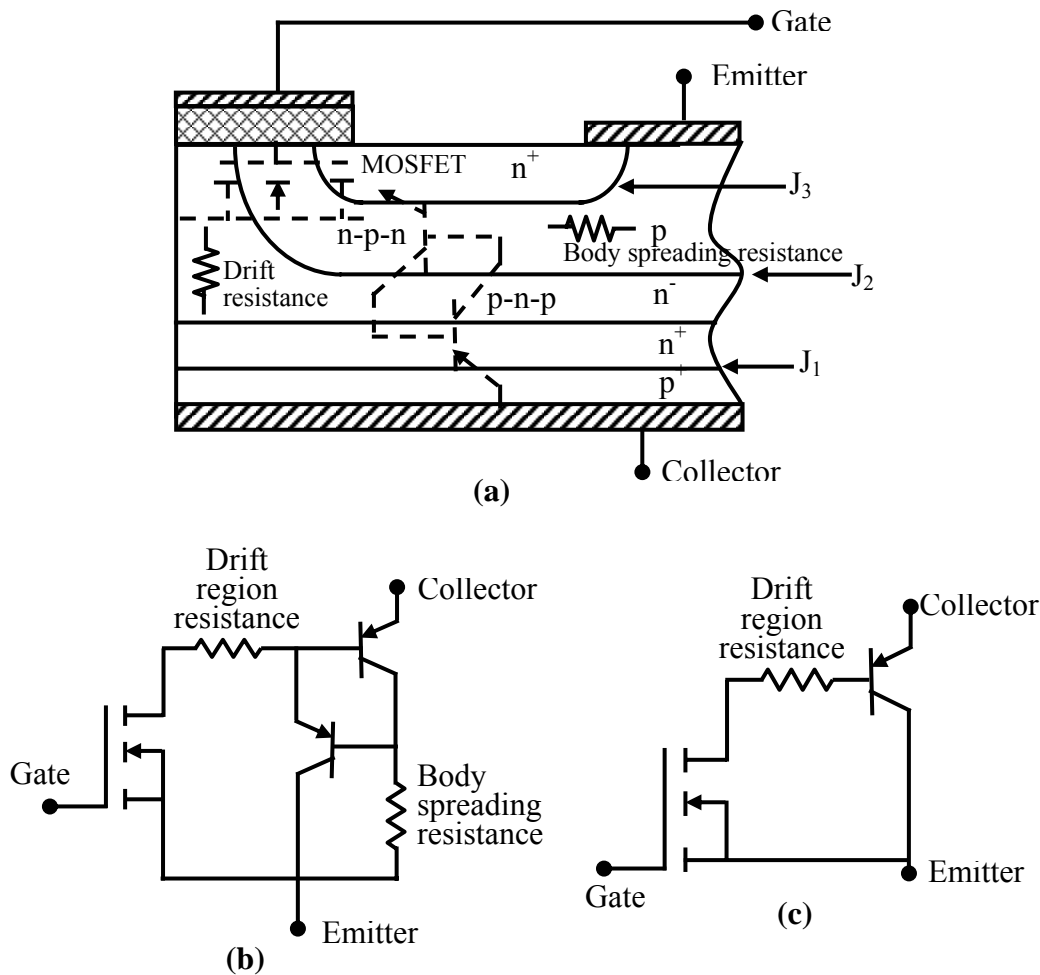 Gate
Emitter
MOSFET
n+
J3
n-p-n
p
Body spreading resistance
Drift
resistance
J2
p-n-p
n-
n+
J1
p+
Collector
(a)
Drift
region
resistance
Collector
Gate
Body
spreading
resistance
Emitter
(b)
Drift
region
resistance
Collector
Gate
Emitter
(c)